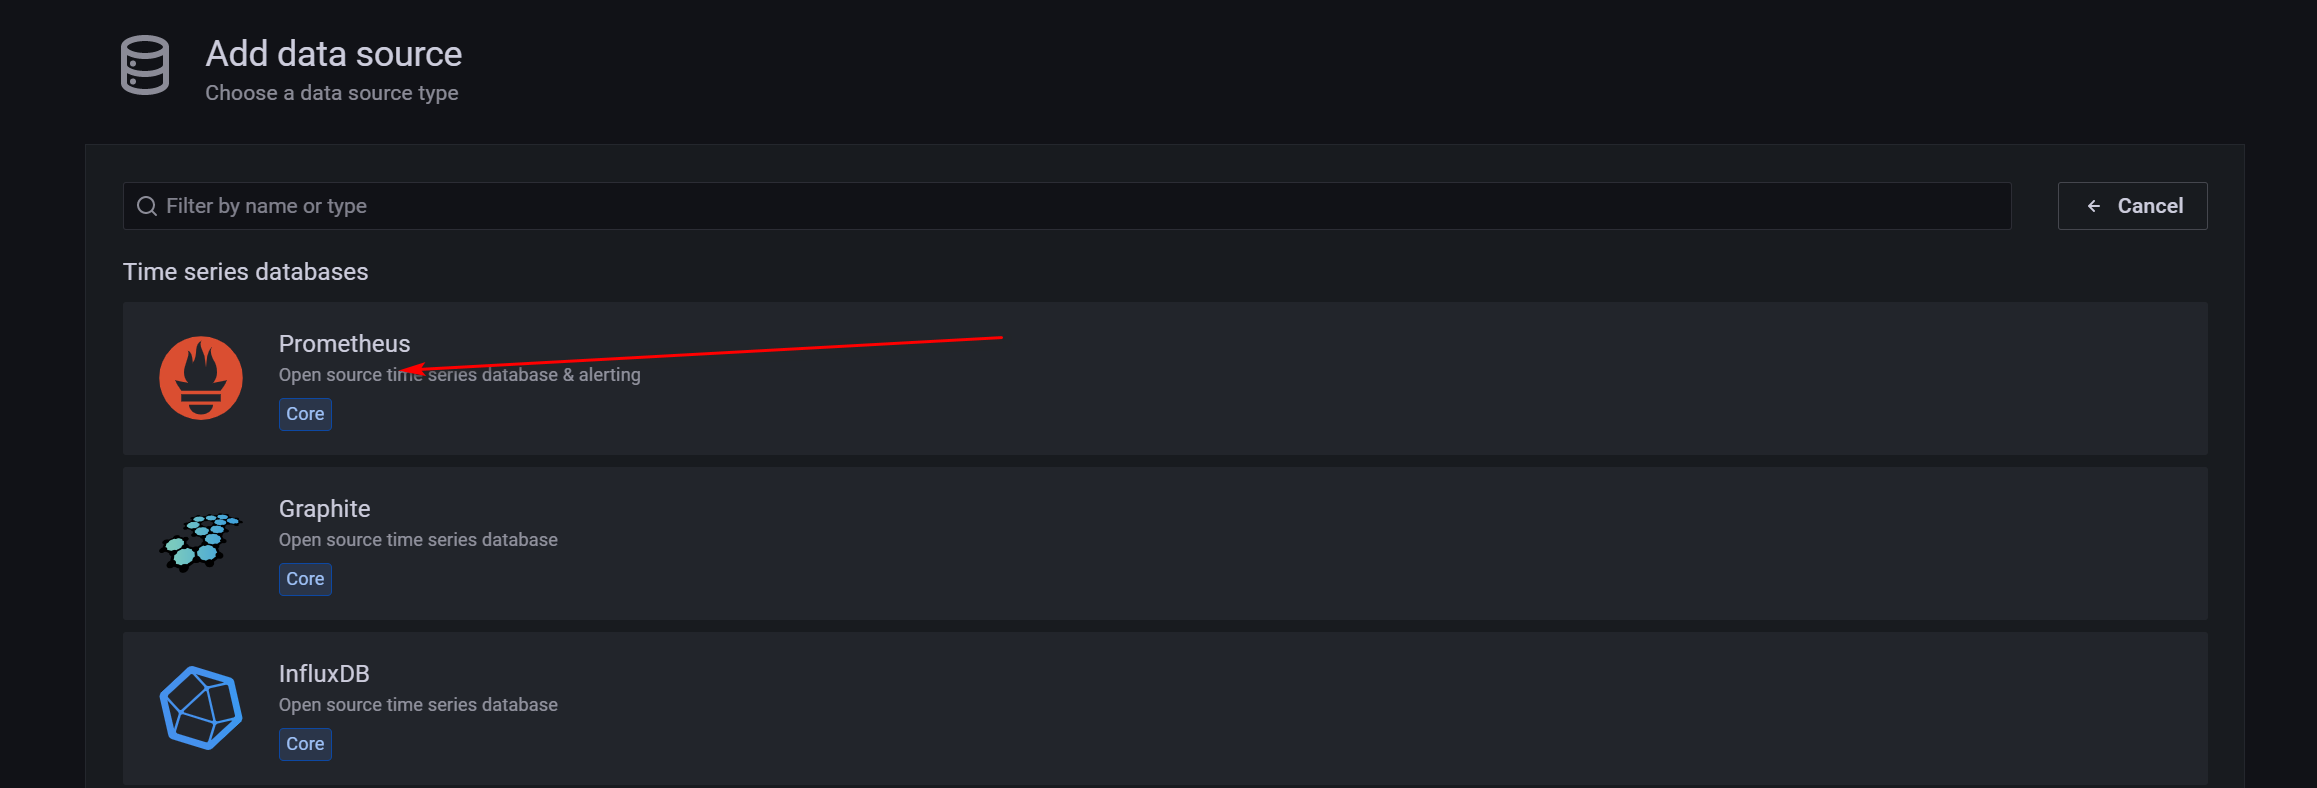 Add data source
Choose a data source type
Filter by name or type
Cancel
Time series databases
Prometheus
Open source time series database & alerting
Core
Graphite
Open source time series database
Core
InfluxDB
Open source time series database
Core